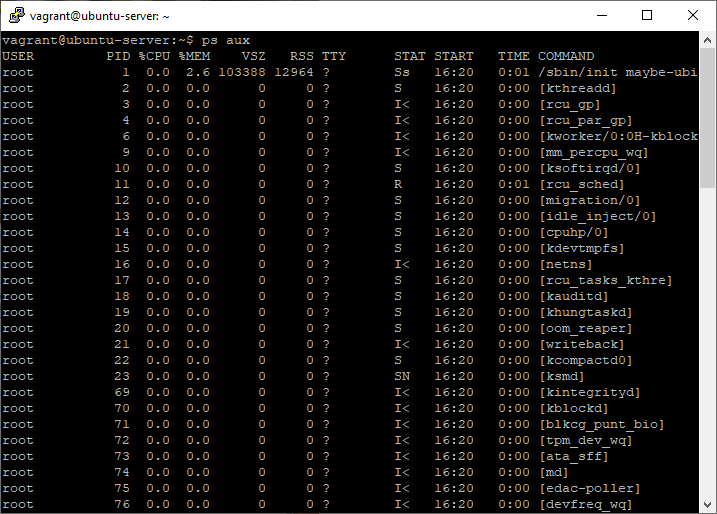 vagrant@ubuntu-server: ~
vagrant@ubuntu-server:~$ ps aux
USER         PID %CPU %MEM    VSZ   RSS TTY        STAT START   TIME COMMAND
root           1  0.0  2.6 103388 12964 ?        Ss   16:20   0:01 /sbin/init maybe-ubi
root           2  0.0  0.0      0     0 ?        S    16:20   0:00 [kthreadd]
root           3  0.0  0.0      0     0 ?        I<   16:20   0:00 [rcu_gp]
root           4  0.0  0.0      0     0 ?        I<   16:20   0:00 [rcu_par_gp]
root           6  0.0  0.0      0     0 ?        I<   16:20   0:00 [kworker/0:0H-kblock
root           9  0.0  0.0      0     0 ?        I<   16:20   0:00 [mm_percpu_wq]
root          10  0.0  0.0      0     0 ?        S    16:20   0:00 [ksoftirqd/0]
root          11  0.0  0.0      0     0 ?        R    16:20   0:01 [rcu_sched]
root          12  0.0  0.0      0     0 ?        S    16:20   0:00 [migration/0]
root          13  0.0  0.0      0     0 ?        S    16:20   0:00 [idle_inject/0]
root          14  0.0  0.0      0     0 ?        S    16:20   0:00 [cpuhp/0]
root          15  0.0  0.0      0     0 ?        S    16:20   0:00 [kdevtmpfs]
root          16  0.0  0.0      0     0 ?        I<   16:20   0:00 [netns]
root          17  0.0  0.0      0     0 ?        S    16:20   0:00 [rcu_tasks_kthre]
root          18  0.0  0.0      0     0 ?        S    16:20   0:00 [kauditd]
root          19  0.0  0.0      0     0 ?        S    16:20   0:00 [khungtaskd]
root          20  0.0  0.0      0     0 ?        S    16:20   0:00 [oom_reaper]
root          21  0.0  0.0      0     0 ?        I<   16:20   0:00 [writeback]
root          22  0.0  0.0      0     0 ?        S    16:20   0:00 [kcompactd0]
root          23  0.0  0.0      0     0 ?        SN   16:20   0:00 [ksmd]
root          69  0.0  0.0      0     0 ?        I<   16:20   0:00 [kintegrityd]
root          70  0.0  0.0      0     0 ?        I<   16:20   0:00 [kblockd]
root          71  0.0  0.0      0     0 ?        I<   16:20   0:00 [blkcg_punt_bio]
root          72  0.0  0.0      0     0 ?        I<   16:20   0:00 [tpm_dev_wq]
root          73  0.0  0.0      0     0 ?        I<   16:20   0:00 [ata_sff]
root          74  0.0  0.0      0     0 ?        I<   16:20   0:00 [md]
root          75  0.0  0.0      0     0 ?        I<   16:20   0:00 [edac-poller]
root          76  0.0  0.0      0     0 ?        I<   16:20   0:00 [devfreq_wq]